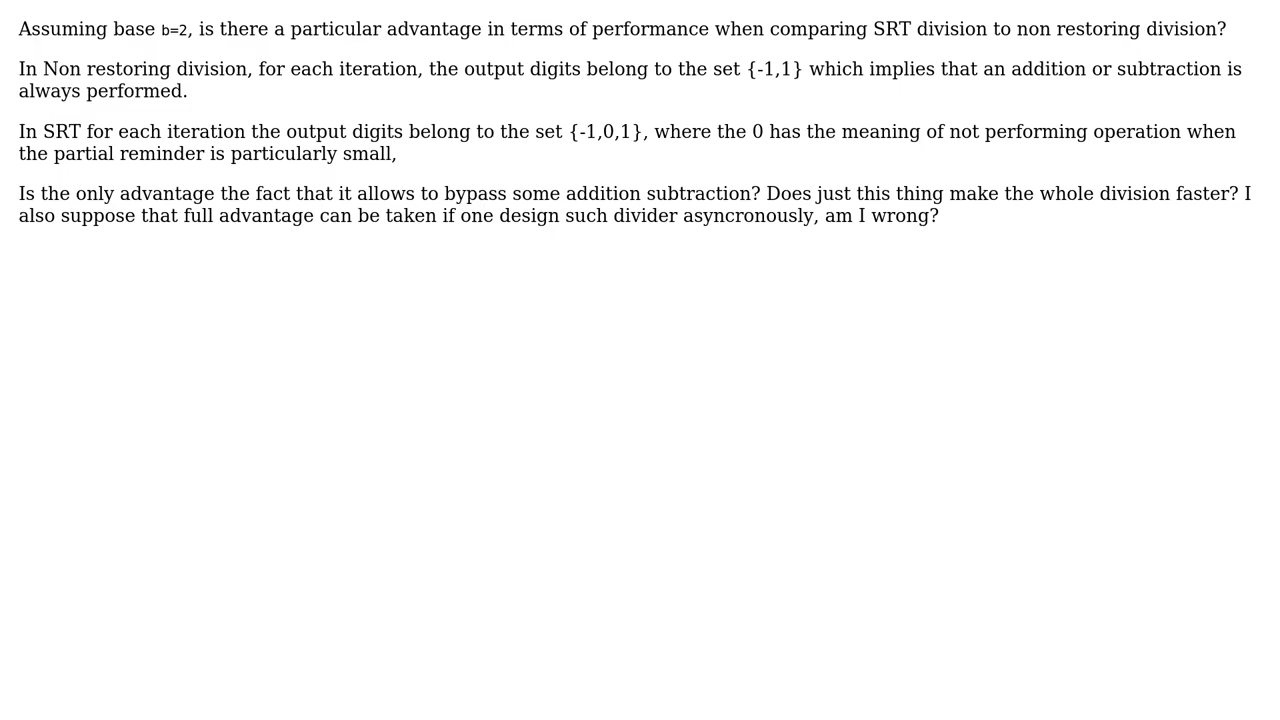 Assuming base b=2, is there a particular advantage in terms of performance when comparing SRT division to non restoring division?
In Non restoring division, for each iteration, the output digits belong to the set {-1,1} which implies that an addition or subtraction is
always performed.
In SRT for each iteration the output digits belong to the set {-1,0,1}, where the 0 has the meaning of not performing operation when
the partial reminder is particularly small,
Is the only advantage the fact that it allows to bypass some addition subtraction? Does just this thing make the whole division faster? I
also suppose that full advantage can be taken if one design such divider asyncronously, am I wrong?